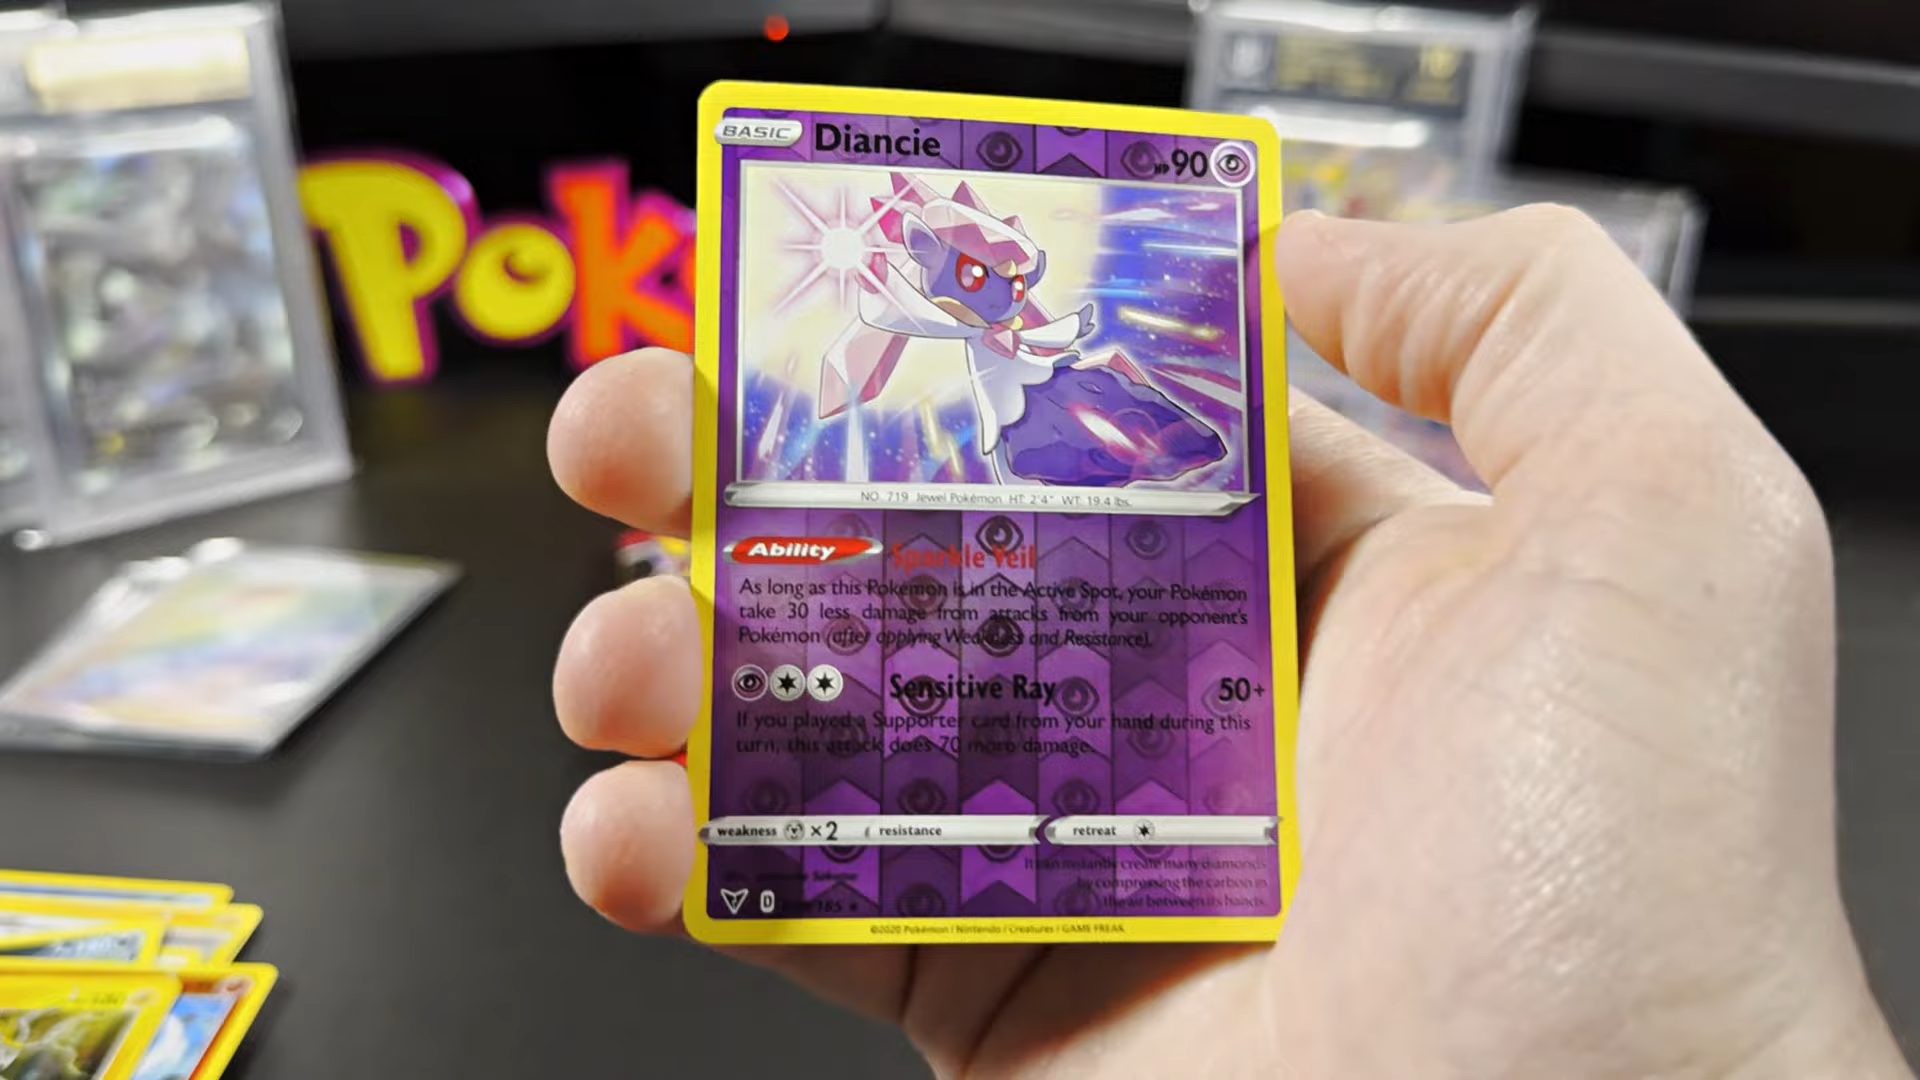 Pok
BASIC Diancie HP90
NO. 719 Jewel Pokémon HT: 2'4" WT: 19.4 lbs.
Ability Sparkle Veil
As long as this Pokémon is in the Active Spot, your Pokémon
take 30 less damage from attacks from your opponent's
Pokémon (after applying Weakness and Resistance).
Sensitive Ray 50+
If you played a Supporter card from your hand during this
turn, this attack does 70 more damage.
weakness ×2 resistance retreat
It can instantly create many diamonds
by compressing the carbon in
the air between its hands.
D /185
©2020 Pokémon / Nintendo / Creatures / GAME FREAK